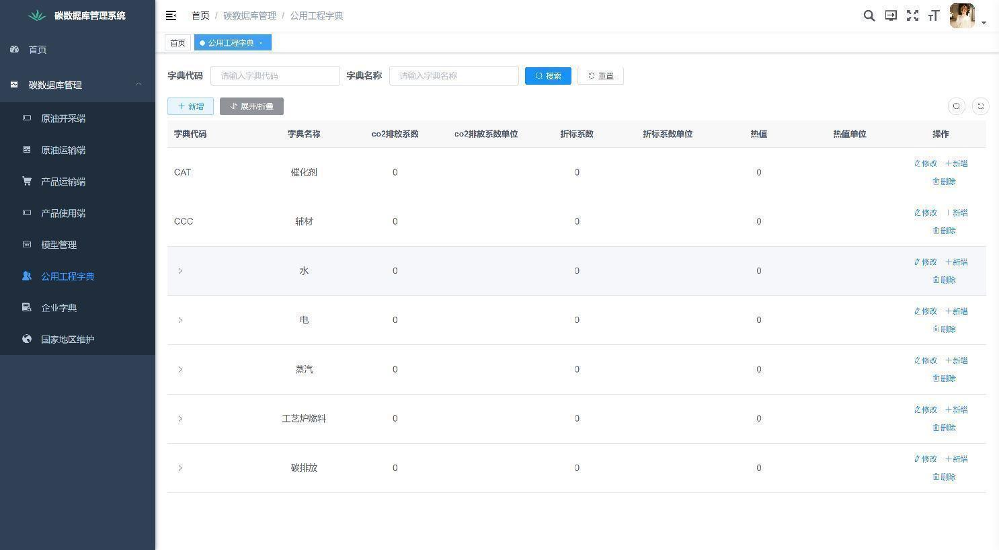 碳数据库管理系统
首页 / 碳数据库管理 / 公用工程字典
首页
公用工程字典 ×
首页
碳数据库管理
原油开采端
原油运输端
产品运输端
产品使用端
模型管理
公用工程字典
企业字典
国家地区维护
字典代码 请输入字典代码 字典名称 请输入字典名称 搜索 重置
新增 展开/折叠
字典代码 字典名称 co2排放系数 co2排放系数单位 折标系数 折标系数单位 热值 热值单位 操作
CAT 催化剂 0 0 0 修改 新增
删除
CCC 辅材 0 0 0 修改 新增
删除
水 0 0 0 修改 新增
删除
电 0 0 0 修改 新增
删除
蒸汽 0 0 0 修改 新增
删除
工艺炉燃料 0 0 0 修改 新增
删除
碳排放 0 0 0 修改 新增
删除